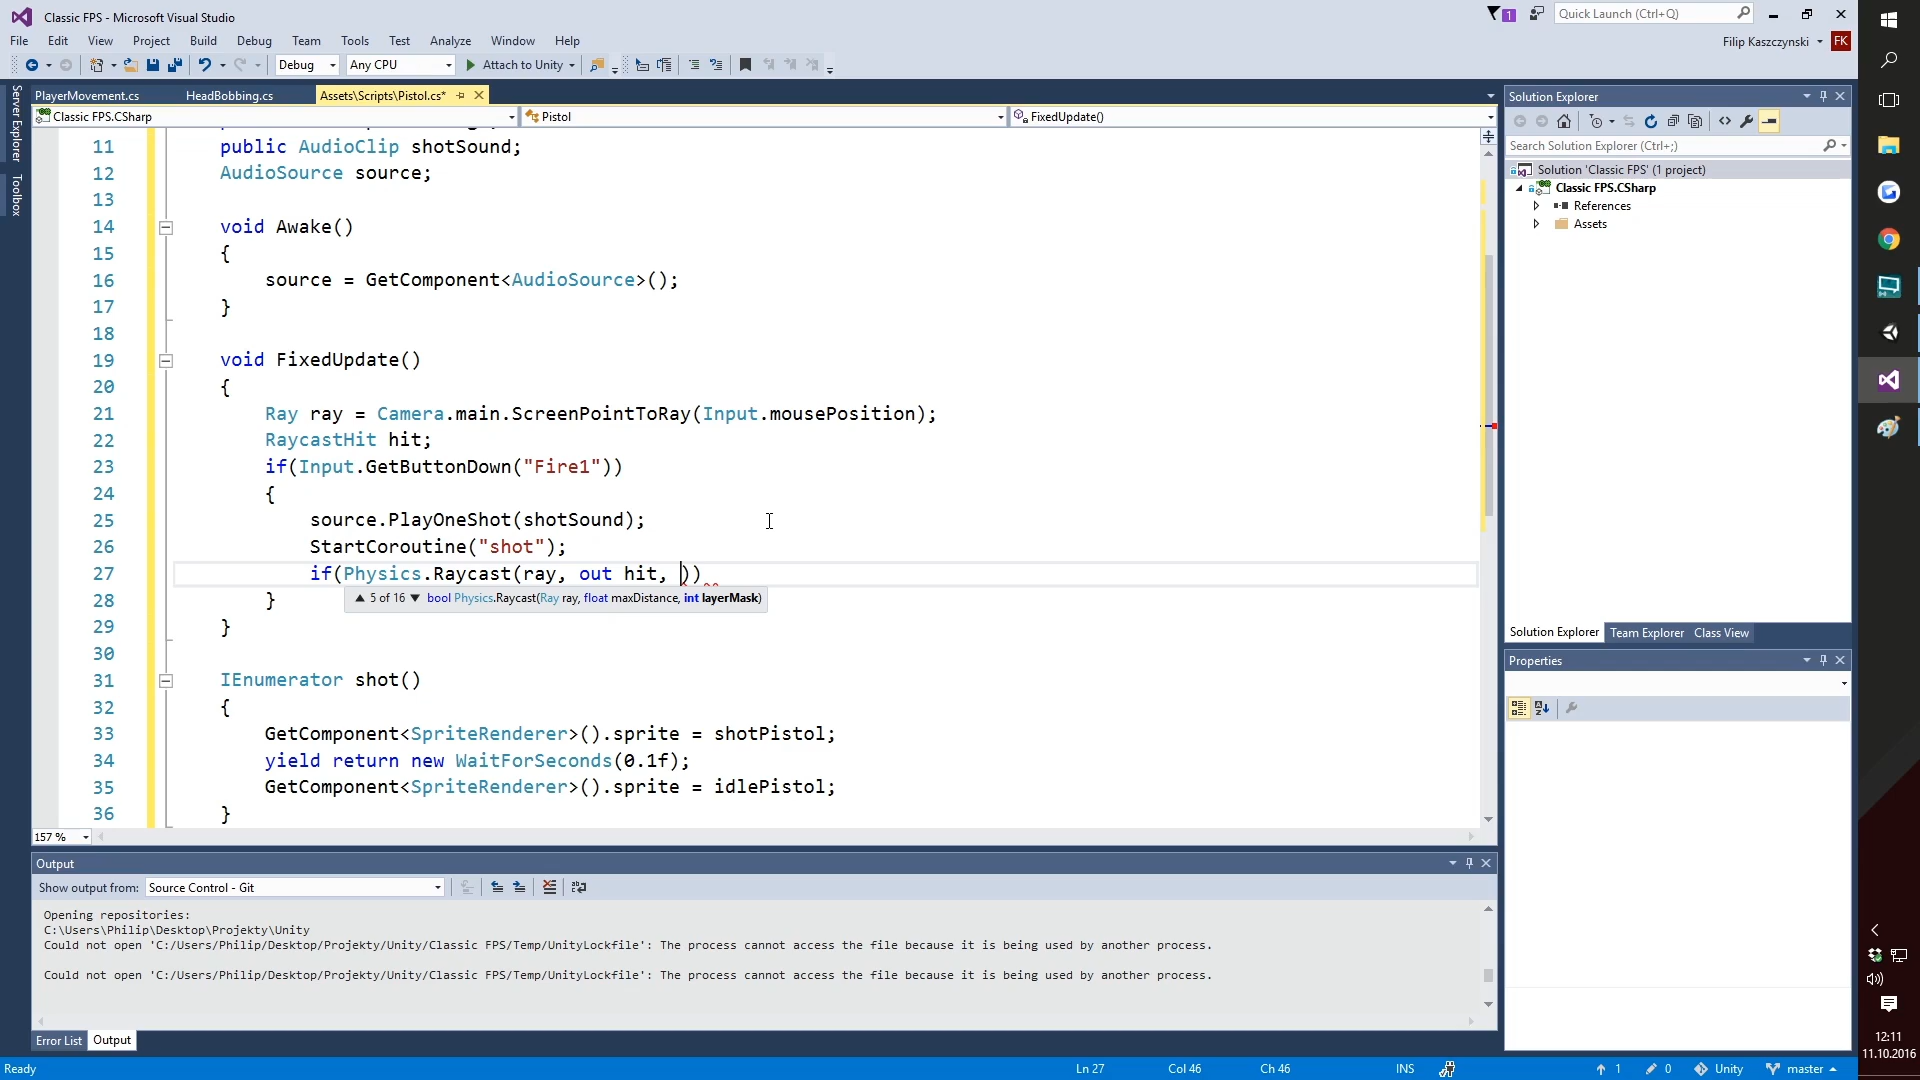 Classic FPS - Microsoft Visual Studio
1
Quick Launch (Ctrl+Q)
File Edit View Project Build Debug Team Tools Test Analyze Window Help
Filip Kaszczynski FK
Debug Any CPU Attach to Unity
Server Explorer
Toolbox
PlayerMovement.cs HeadBobbing.cs Assets\Scripts\Pistol.cs*
Classic FPS.CSharp Pistol FixedUpdate()
11 public AudioClip shotSound;
12 AudioSource source;
13
14 void Awake()
15 {
16 source = GetComponent<AudioSource>();
17 }
18
19 void FixedUpdate()
20 {
21 Ray ray = Camera.main.ScreenPointToRay(Input.mousePosition);
22 RaycastHit hit;
23 if(Input.GetButtonDown("Fire1"))
24 {
25 source.PlayOneShot(shotSound);
26 StartCoroutine("shot");
27 if(Physics.Raycast(ray, out hit, ))
28 }
▲ 5 of 16 ▼ bool Physics.Raycast(Ray ray, float maxDistance, int layerMask)
29 }
30
31 IEnumerator shot()
32 {
33 GetComponent<SpriteRenderer>().sprite = shotPistol;
34 yield return new WaitForSeconds(0.1f);
35 GetComponent<SpriteRenderer>().sprite = idlePistol;
36 }
157 %
Output
Show output from: Source Control - Git
Opening repositories:
C:\Users\Philip\Desktop\Projekty\Unity
Could not open 'C:/Users/Philip/Desktop/Projekty/Unity/Classic FPS/Temp/UnityLockfile': The process cannot access the file because it is being used by another process.
Could not open 'C:/Users/Philip/Desktop/Projekty/Unity/Classic FPS/Temp/UnityLockfile': The process cannot access the file because it is being used by another process.
Error List Output
Solution Explorer
Search Solution Explorer (Ctrl+;)
Solution 'Classic FPS' (1 project)
Classic FPS.CSharp
References
Assets
Solution Explorer Team Explorer Class View
Properties
Ready Ln 27 Col 46 Ch 46 INS 1 0 Unity master
12:11
11.10.2016